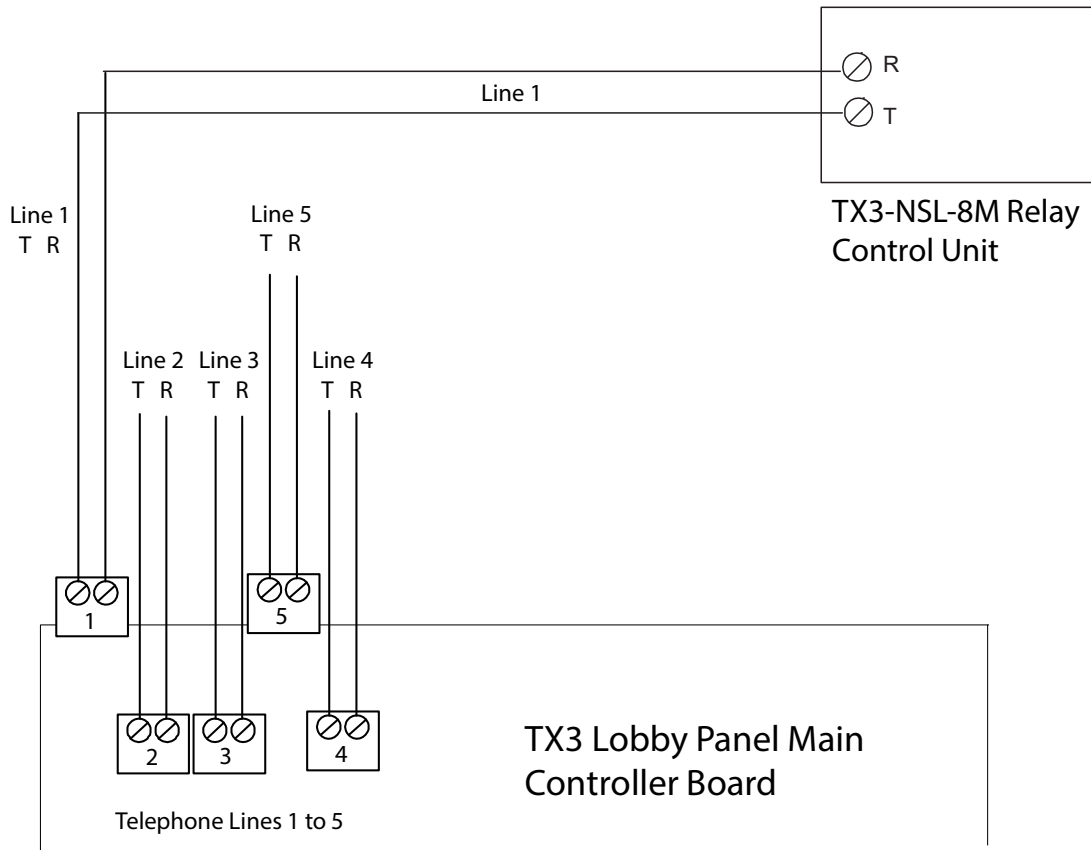 R
Line 1
T
TX3-NSL-8M Relay
Control Unit
Line 1
T R
Line 5
T R
Line 2
T R
Line 3
T R
Line 4
T R
1
5
2
3
4
TX3 Lobby Panel Main
Controller Board
Telephone Lines 1 to 5